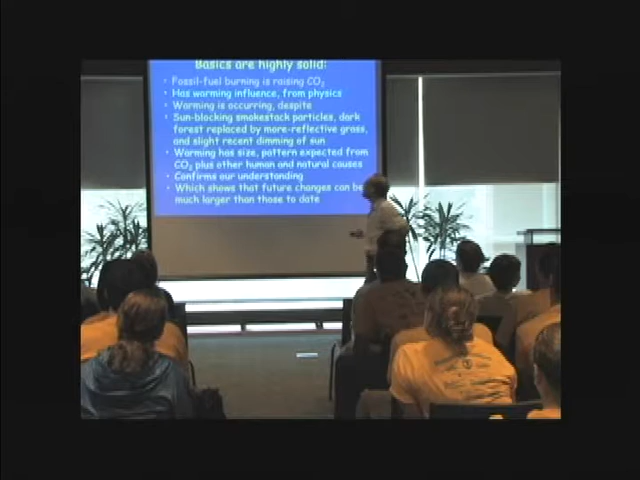 Basics are highly solid:
• Fossil-fuel burning is raising CO2
• Has warming influence, from physics
• Warming is occurring, despite
• Sun-blocking smokestack particles, dark
forest replaced by more-reflective grass,
and slight recent dimming of sun
• Warming has size, pattern expected from
CO2 plus other human and natural causes
• Confirms our understanding
• Which shows that future changes can be
much larger than those to date